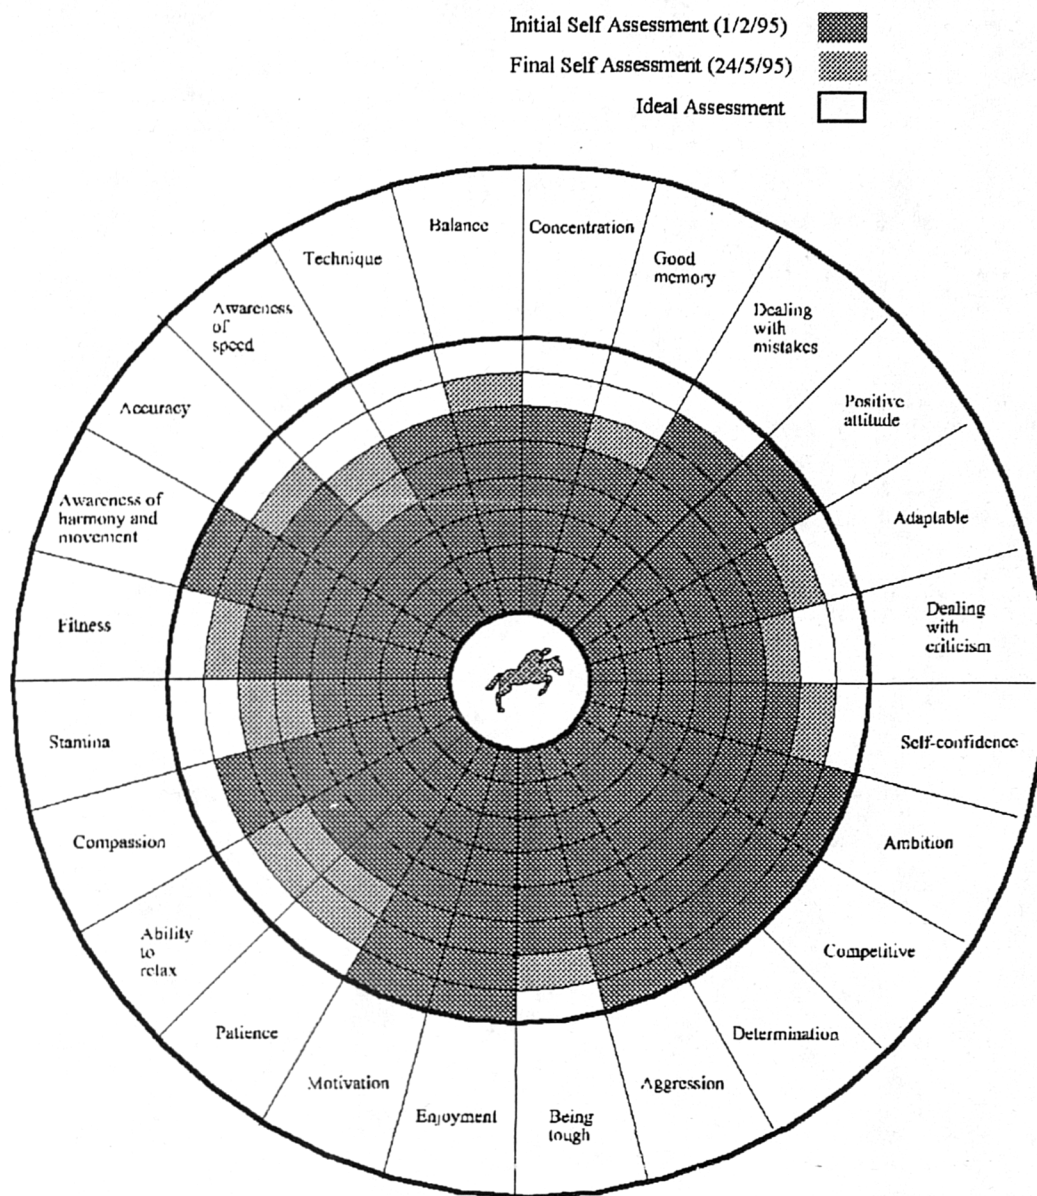 Initial Self Assessment (1/2/95)
Final Self Assessment (24/5/95)
Ideal Assessment
Balance
Concentration
Good
memory
Dealing
with
mistakes
Positive
attitude
Adaptable
Dealing
with
criticism
Self-confidence
Ambition
Competitive
Determination
Aggression
Being
tough
Enjoyment
Motivation
Patience
Ability
to
relax
Compassion
Stamina
Fitness
Awareness of
harmony and
movement
Accuracy
Awareness
of
speed
Technique